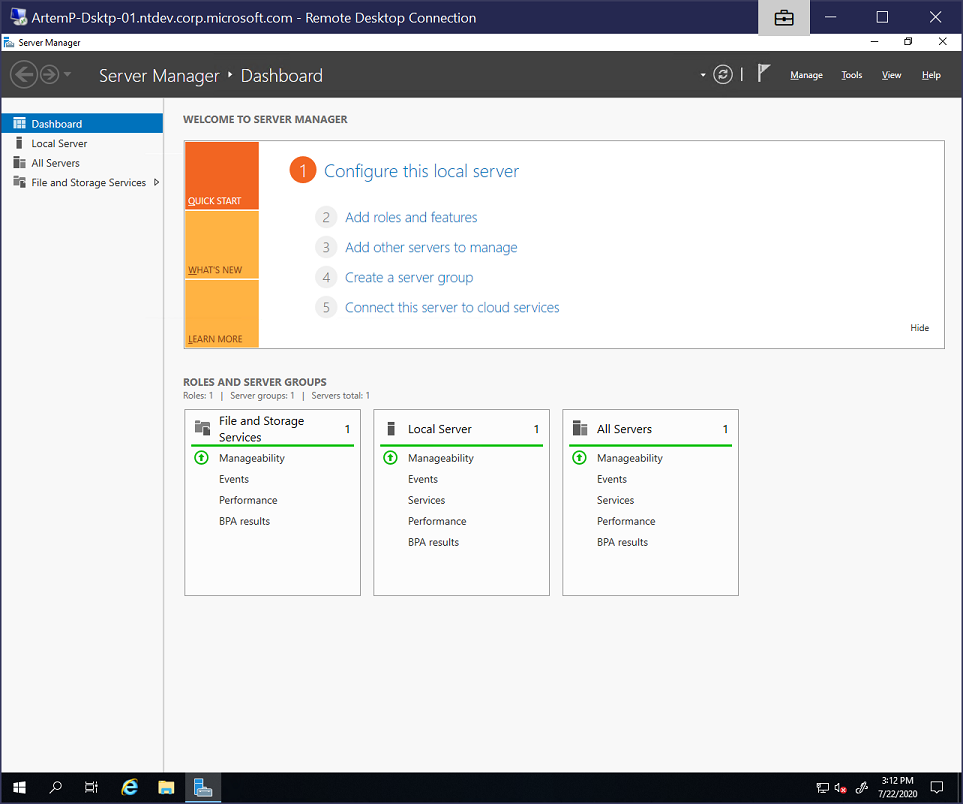 ArtemP-Dsktp-01.ntdev.corp.microsoft.com - Remote Desktop Connection
Server Manager
Server Manager ‣ Dashboard
Manage Tools View Help
Dashboard
Local Server
All Servers
File and Storage Services
WELCOME TO SERVER MANAGER
QUICK START
WHAT'S NEW
LEARN MORE
1 Configure this local server
2 Add roles and features
3 Add other servers to manage
4 Create a server group
5 Connect this server to cloud services
Hide
ROLES AND SERVER GROUPS
Roles: 1 | Server groups: 1 | Servers total: 1
File and Storage
Services
1
Manageability
Events
Performance
BPA results
Local Server 1
Manageability
Events
Services
Performance
BPA results
All Servers 1
Manageability
Events
Services
Performance
BPA results
3:12 PM
7/22/2020